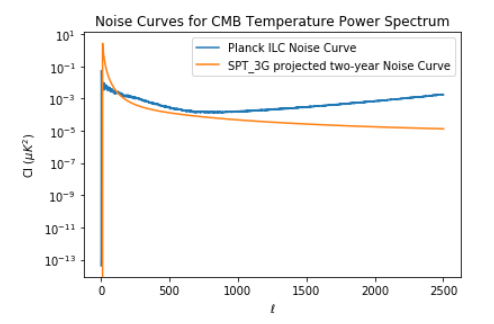 Noise Curves for CMB Temperature Power Spectrum
Planck ILC Noise Curve
SPT_3G projected two-year Noise Curve
Cl (μK²)
10¹
10⁻¹
10⁻³
10⁻⁵
10⁻⁷
10⁻⁹
10⁻¹¹
10⁻¹³
0 500 1000 1500 2000 2500
ℓ